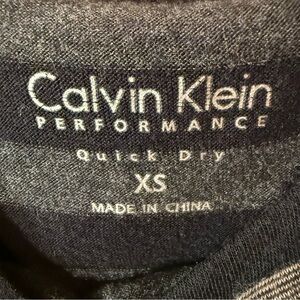 Calvin Klein
PERFORMANCE
Quick Dry
XS
MADE IN CHINA